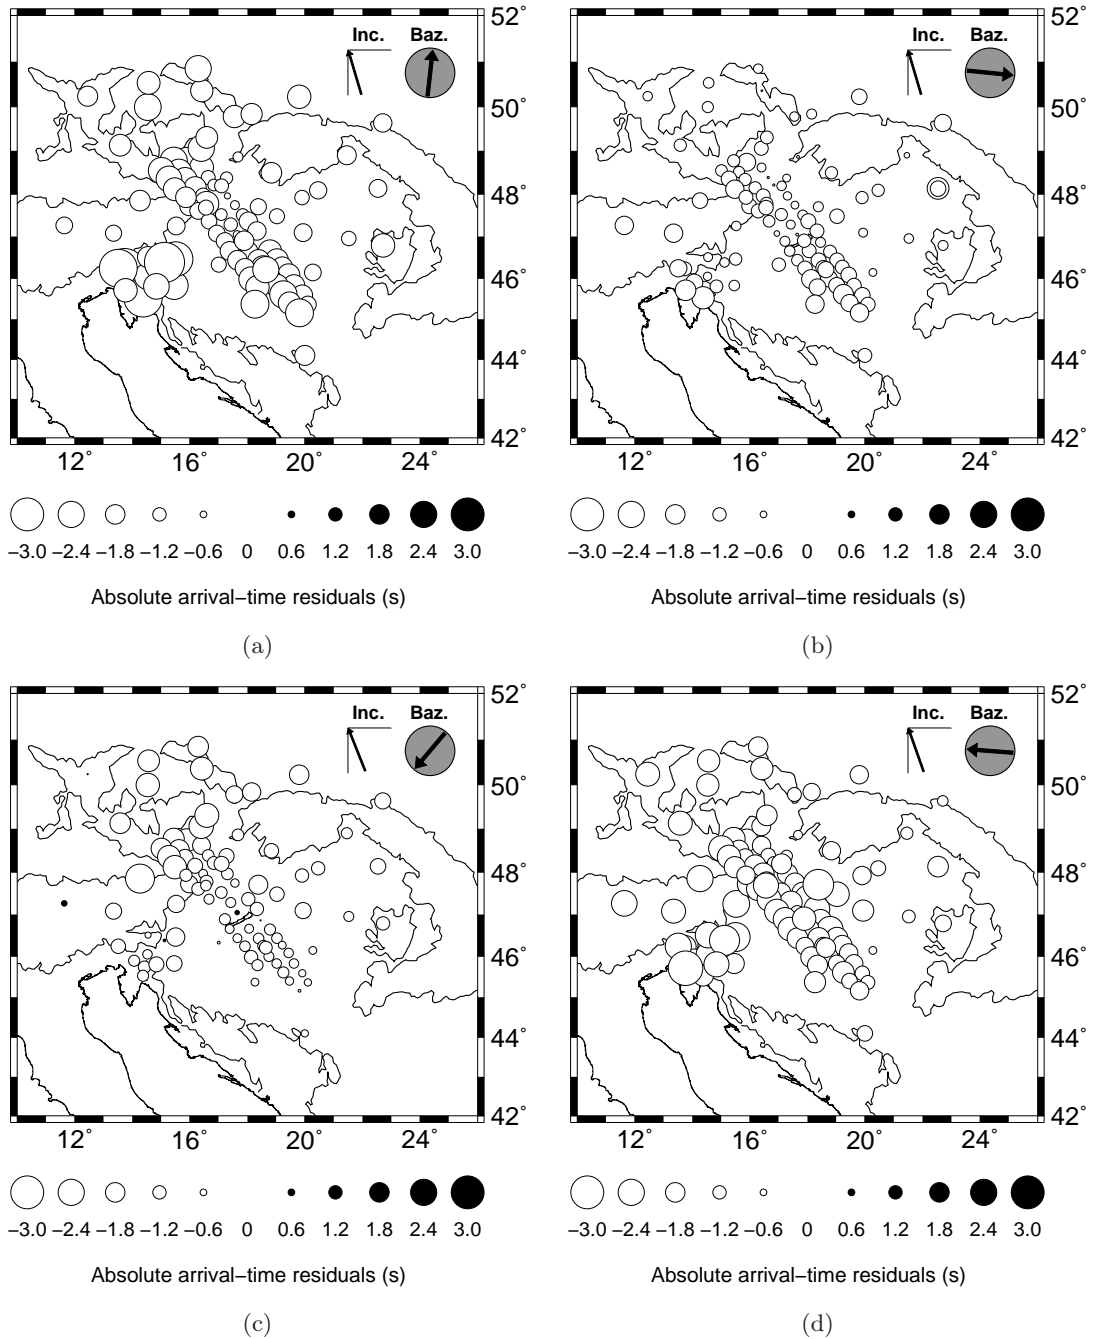 52˚ 52˚
Inc. Baz. Inc. Baz.
50˚ 50˚
48˚ 48˚
46˚ 46˚
44˚ 44˚
42˚ 42˚
12˚ 16˚ 20˚ 24˚ 12˚ 16˚ 20˚ 24˚
−3.0 −2.4 −1.8 −1.2 −0.6 0 0.6 1.2 1.8 2.4 3.0 −3.0 −2.4 −1.8 −1.2 −0.6 0 0.6 1.2 1.8 2.4 3.0
Absolute arrival−time residuals (s) Absolute arrival−time residuals (s)
(a) (b)
52˚ 52˚
Inc. Baz. Inc. Baz.
50˚ 50˚
48˚ 48˚
46˚ 46˚
44˚ 44˚
42˚ 42˚
12˚ 16˚ 20˚ 24˚ 12˚ 16˚ 20˚ 24˚
−3.0 −2.4 −1.8 −1.2 −0.6 0 0.6 1.2 1.8 2.4 3.0 −3.0 −2.4 −1.8 −1.2 −0.6 0 0.6 1.2 1.8 2.4 3.0
Absolute arrival−time residuals (s) Absolute arrival−time residuals (s)
(c) (d)